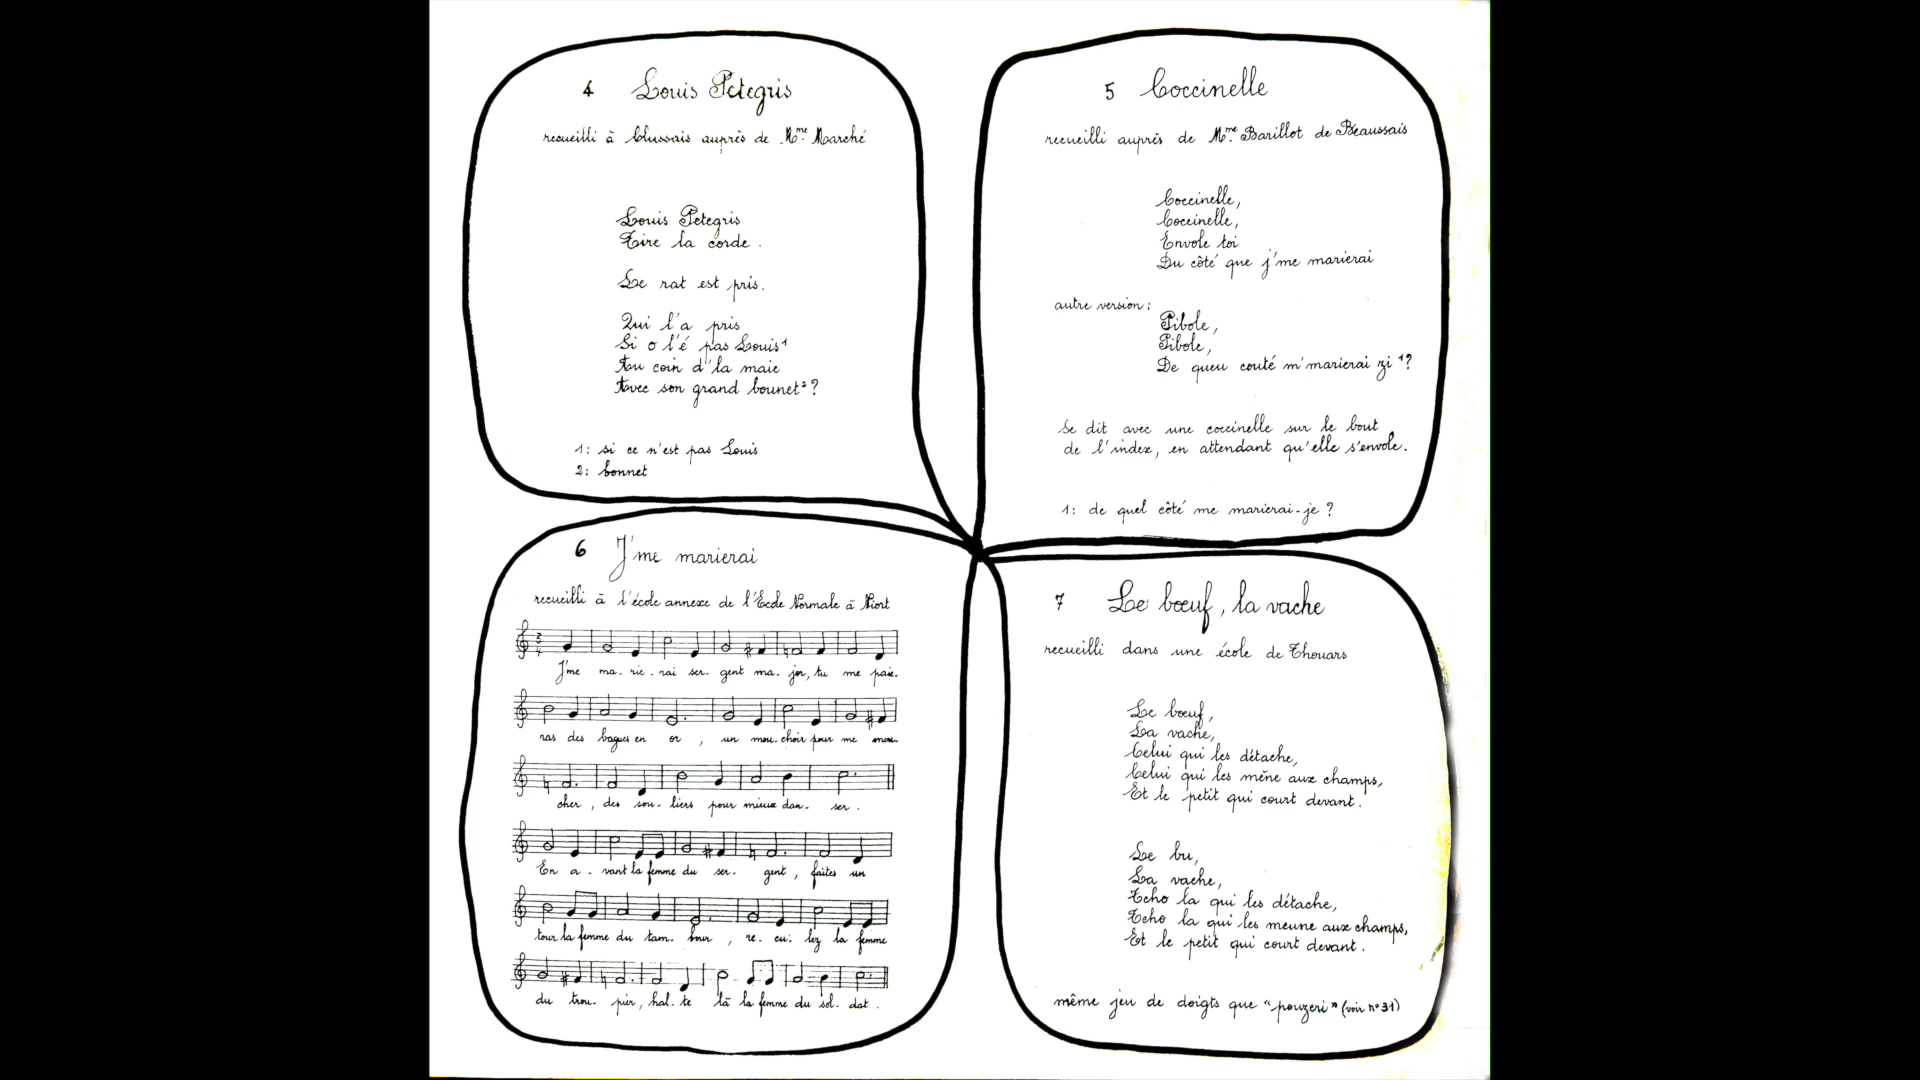 4 Louis Petegris
recueilli à Clussais auprès de Mme Marché
Louis Petegris
Tire la corde.
Le rat est pris.
Qui l'a pris
Si o l'é pas Louis¹
Au coin d'la maie
Avec son grand bounet²?
1: si ce n'est pas Louis
2: bonnet
5 Coccinelle
recueilli auprès de Mme Barillot de Beaussais
Coccinelle,
Coccinelle,
Envole toi
Du côté que j'me marierai
autre version:
Pibole,
Pibole,
De queu couté m'marierai zi ¹?
Se dit avec une coccinelle sur le bout
de l'index, en attendant qu'elle s'envole.
1: de quel côté me marierai-je ?
6 J'me marierai
recueilli à l'école annexe de l'Ecole Normale à Niort
J'me ma-rie-rai ser-gent ma-jor, tu me paie-
ras des bagues en or, un mou-choir pour me mou-
cher, des sou-liers pour mieux dan-ser.
En a-vant la femme du ser-gent, faites un
tour la femme du tam-bour, re-cu-lez la femme
du trou-pier, hal-te là la femme du sol-dat.
7 Le bœuf, la vache
recueilli dans une école de Thouars
Le bœuf,
La vache,
Celui qui les détache,
Celui qui les mène aux champs,
Et le petit qui court devant.
Le bu,
La vache,
Tcho la qui les détache,
Tcho la qui les meune aux champs,
Et le petit qui court devant.
même jeu de doigts que "pouzeri" (voir n°31)